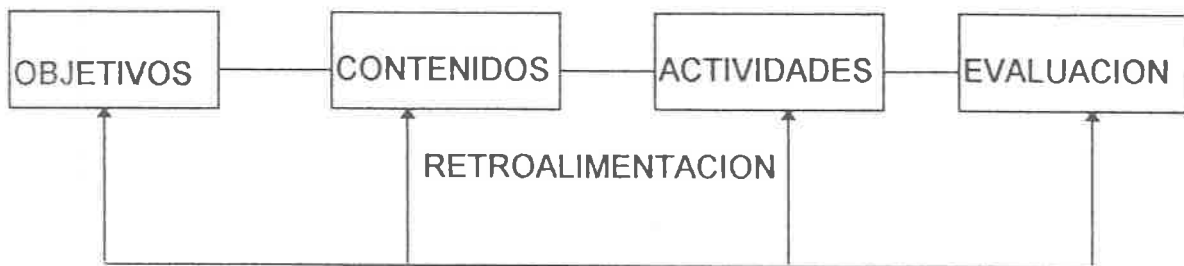 OBJETIVOS CONTENIDOS ACTIVIDADES EVALUACION
RETROALIMENTACION